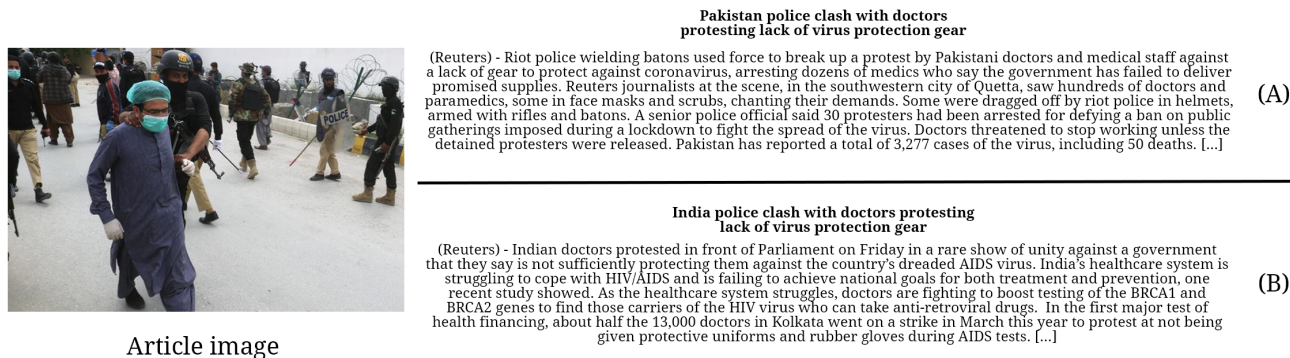 Pakistan police clash with doctors
protesting lack of virus protection gear
(Reuters) - Riot police wielding batons used force to break up a protest by Pakistani doctors and medical staff against
a lack of gear to protect against coronavirus, arresting dozens of medics who say the government has failed to deliver
promised supplies. Reuters journalists at the scene, in the southwestern city of Quetta, saw hundreds of doctors and
paramedics, some in face masks and scrubs, chanting their demands. Some were dragged off by riot police in helmets,
armed with rifles and batons. A senior police official said 30 protesters had been arrested for defying a ban on public
gatherings imposed during a lockdown to fight the spread of the virus. Doctors threatened to stop working unless the
detained protesters were released. Pakistan has reported a total of 3,277 cases of the virus, including 50 deaths. [...]
(A)
India police clash with doctors protesting
lack of virus protection gear
(Reuters) - Indian doctors protested in front of Parliament on Friday in a rare show of unity against a government
that they say is not sufficiently protecting them against the country's dreaded AIDS virus. India's healthcare system is
struggling to cope with HIV/AIDS and is failing to achieve national goals for both treatment and prevention, one
recent study showed. As the healthcare system struggles, doctors are fighting to boost testing of the BRCA1 and
BRCA2 genes to find those carriers of the HIV virus who can take anti-retroviral drugs. In the first major test of
health financing, about half the 13,000 doctors in Kolkata went on a strike in March this year to protest at not being
given protective uniforms and rubber gloves during AIDS tests. [...]
(B)
POLICE
Article image